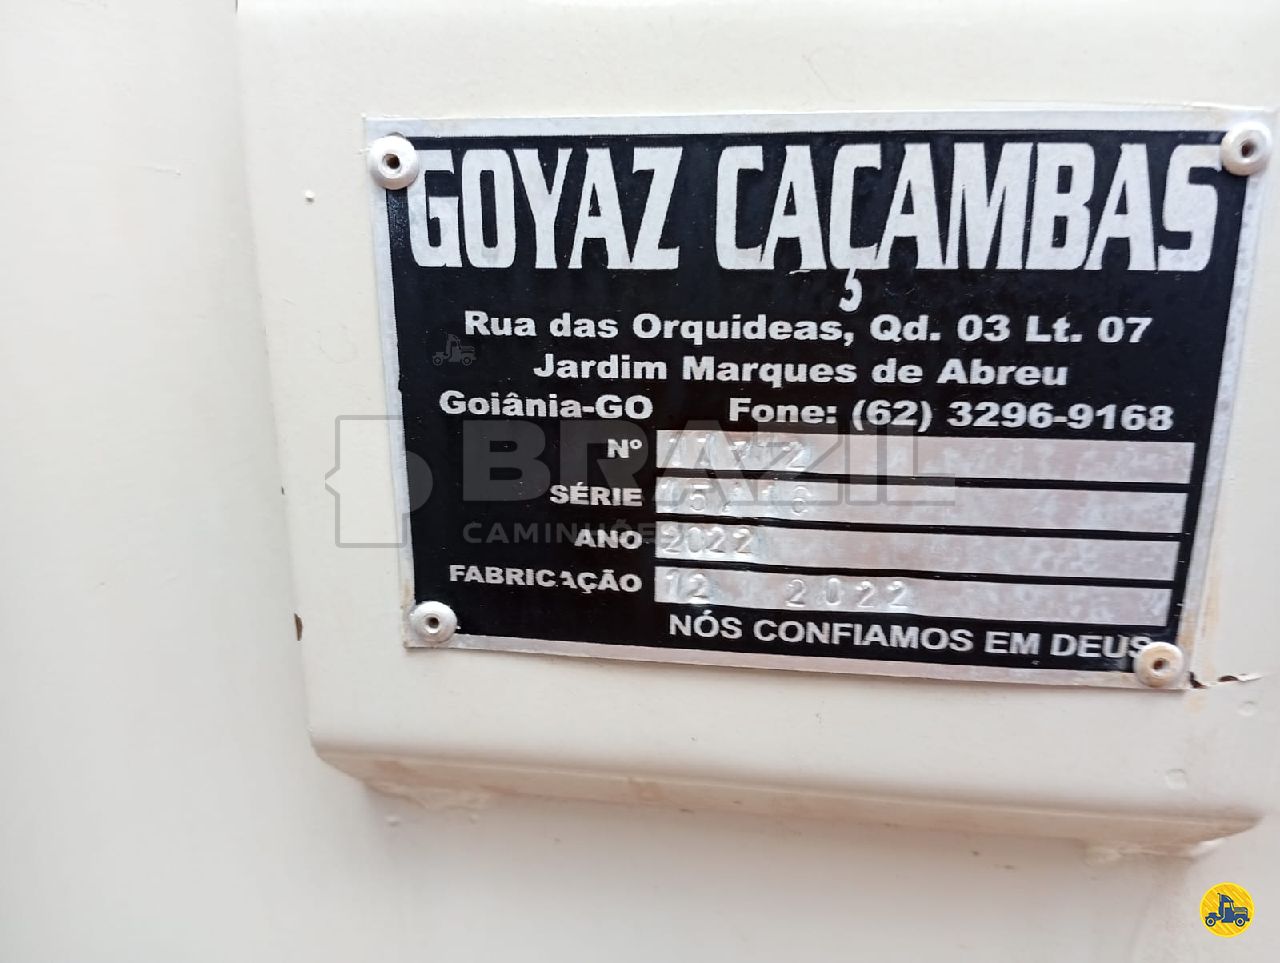 GOYAZ CAÇAMBAS
Rua das Orquideas, Qd. 03 Lt. 07
Jardim Marques de Abreu
Goiânia-GO Fone: (62) 3296-9168
Nº
SÉRIE
ANO 2022
FABRICAÇÃO 12 2022
NÓS CONFIAMOS EM DEUS
BRAZIL
CAMINHÕES